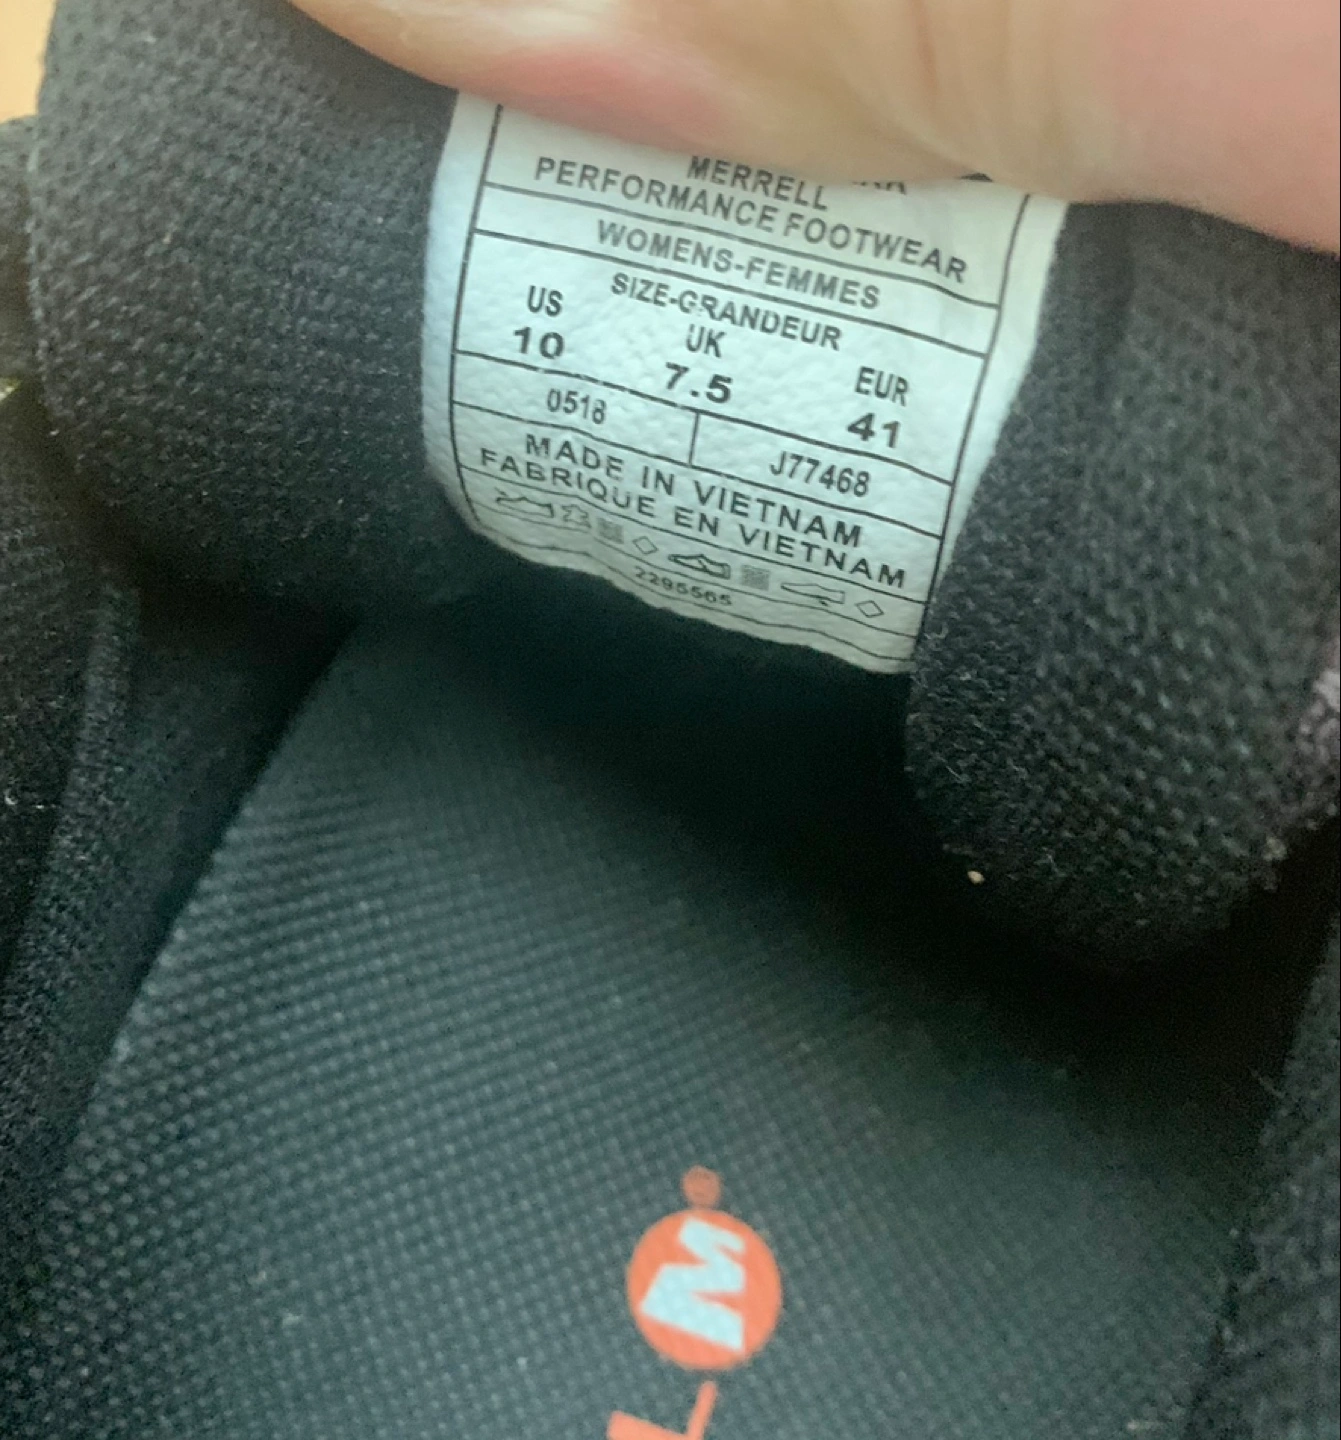 MERRELL
PERFORMANCE FOOTWEAR
WOMENS-FEMMES
SIZE-GRANDEUR
US UK EUR
10 7.5 41
0518 J77468
MADE IN VIETNAM
FABRIQUE EN VIETNAM
2295565
M®
L